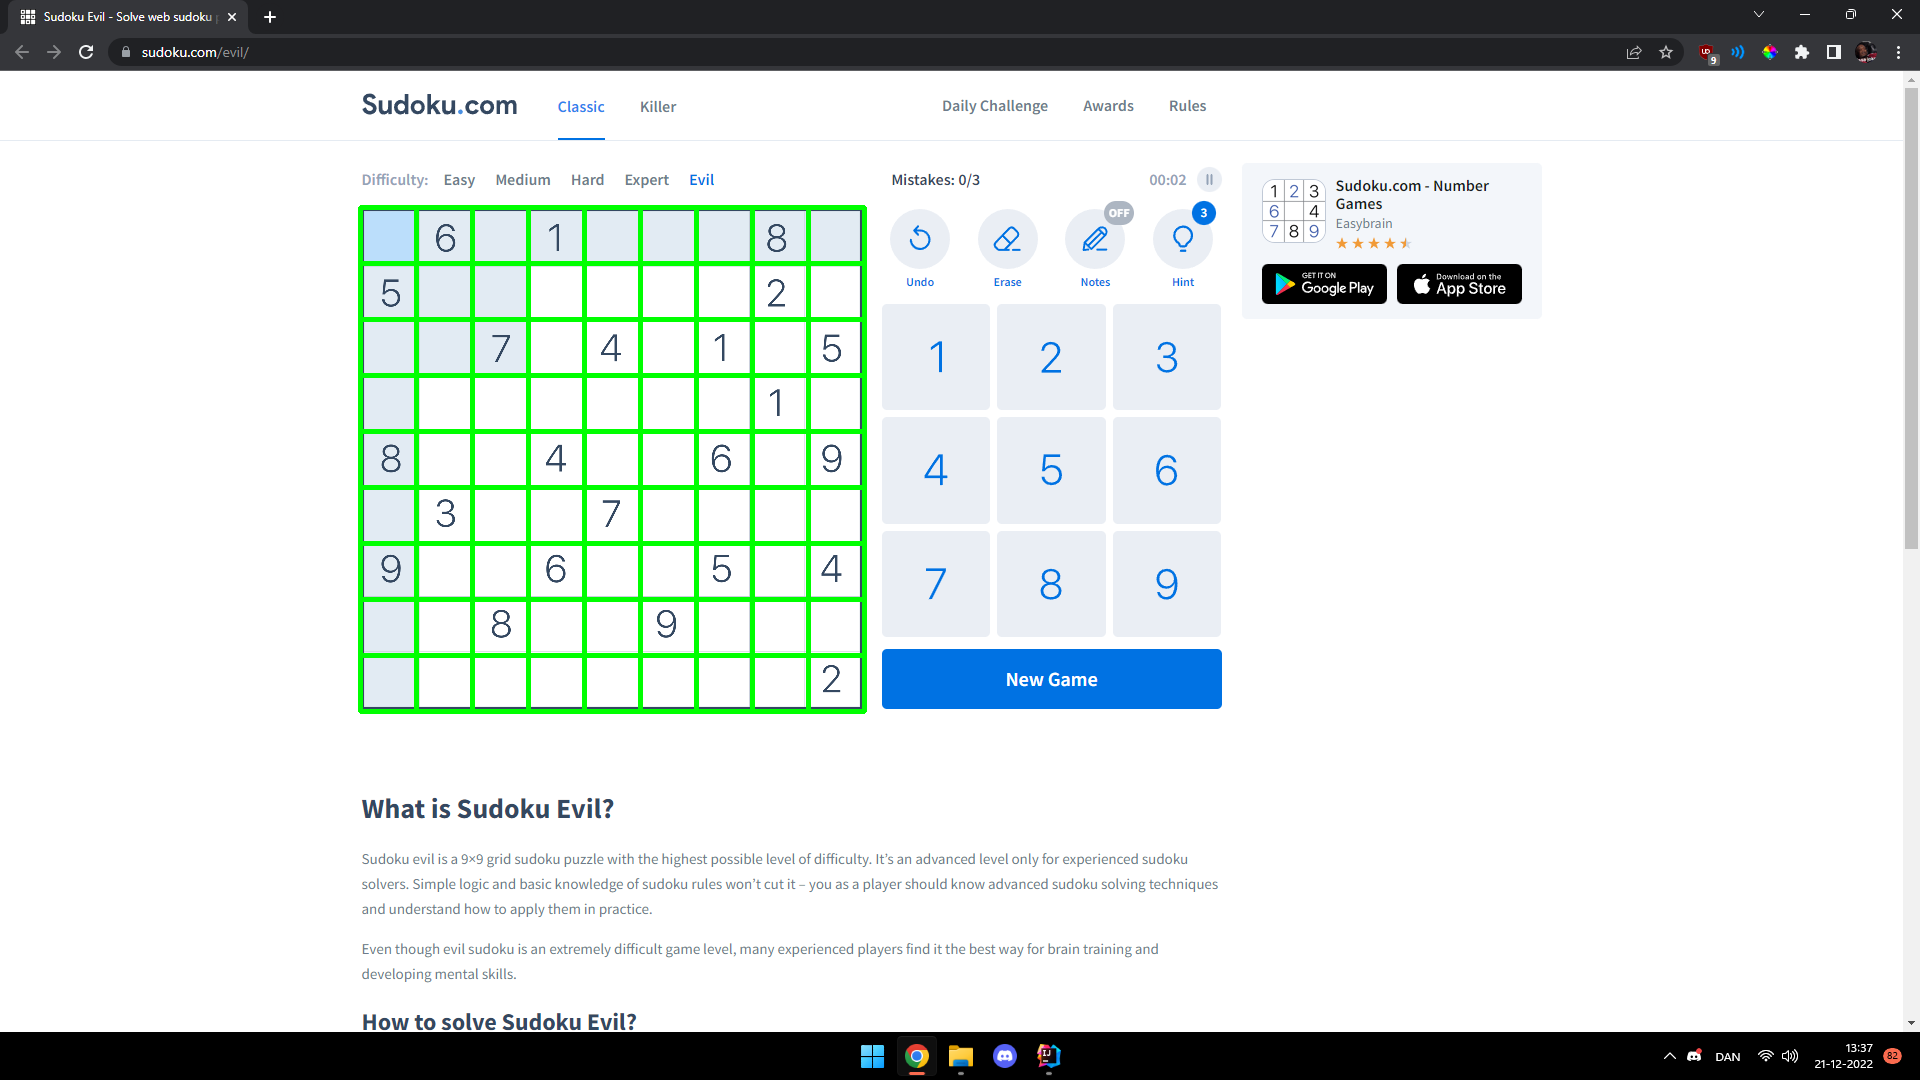 Sudoku Evil - Solve web sudoku
sudoku.com/evil/
9
Sudoku.com
Classic
Killer
Daily Challenge
Awards
Rules
Difficulty:
Easy
Medium
Hard
Expert
Evil
Mistakes: 0/3
00:02
6 1 8
5 2
7 4 1 5
1
8 4 6 9
3 7
9 6 5 4
8 9
2
OFF
3
Undo
Erase
Notes
Hint
1 2 3
4 5 6
7 8 9
New Game
1 2 3
6 4
7 8 9
Sudoku.com - Number
Games
Easybrain
GET IT ON
Google Play
Download on the
App Store
What is Sudoku Evil?
Sudoku evil is a 9×9 grid sudoku puzzle with the highest possible level of difficulty. It's an advanced level only for experienced sudoku
solvers. Simple logic and basic knowledge of sudoku rules won't cut it – you as a player should know advanced sudoku solving techniques
and understand how to apply them in practice.
Even though evil sudoku is an extremely difficult game level, many experienced players find it the best way for brain training and
developing mental skills.
How to solve Sudoku Evil?
DAN
13:37
21-12-2022
82